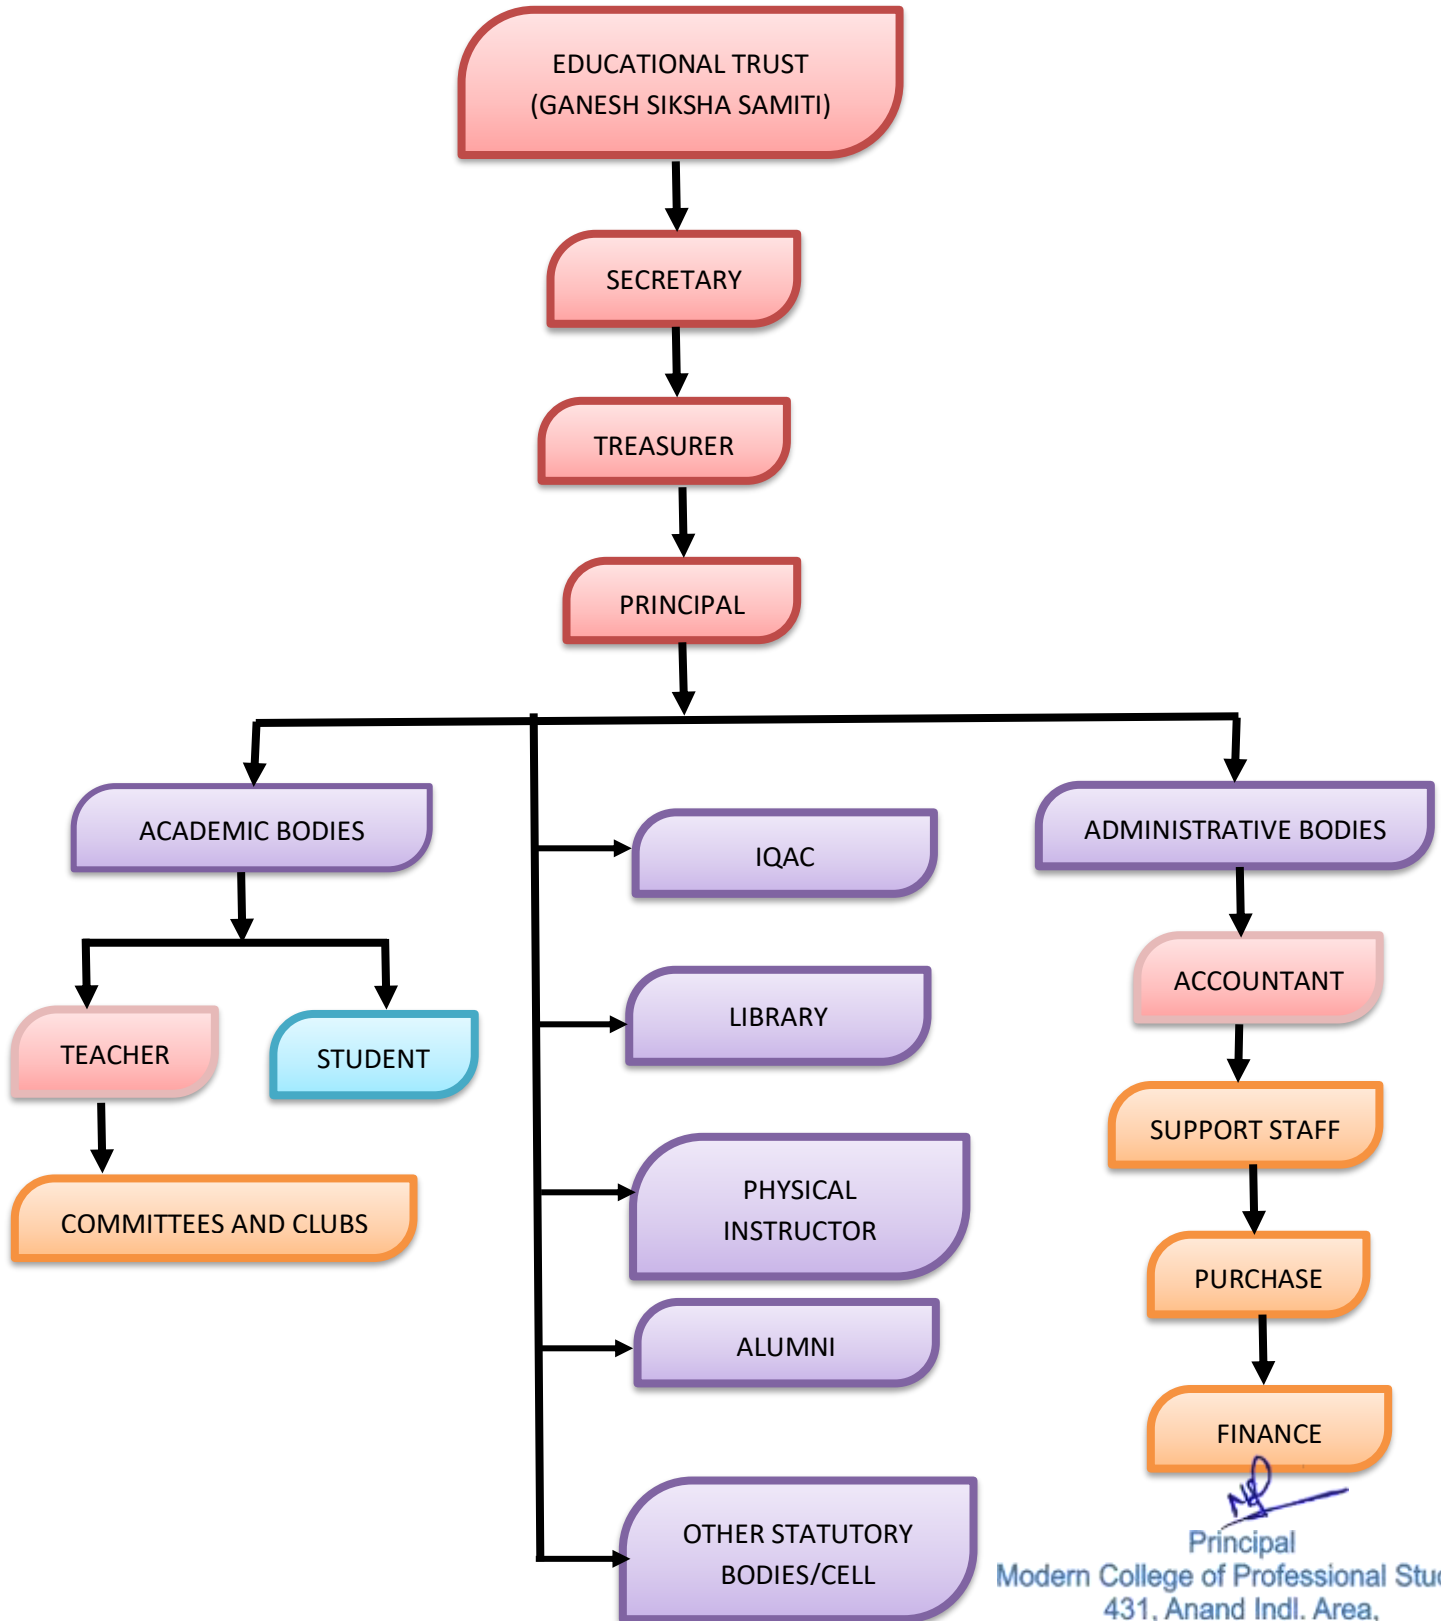 EDUCATIONAL TRUST
(GANESH SIKSHA SAMITI)
SECRETARY
TREASURER
PRINCIPAL
ACADEMIC BODIES
TEACHER
STUDENT
COMMITTEES AND CLUBS
IQAC
LIBRARY
PHYSICAL
INSTRUCTOR
ALUMNI
OTHER STATUTORY
BODIES/CELL
ADMINISTRATIVE BODIES
ACCOUNTANT
SUPPORT STAFF
PURCHASE
FINANCE
Principal
Modern College of Professional
431, Anand Indl. Area,